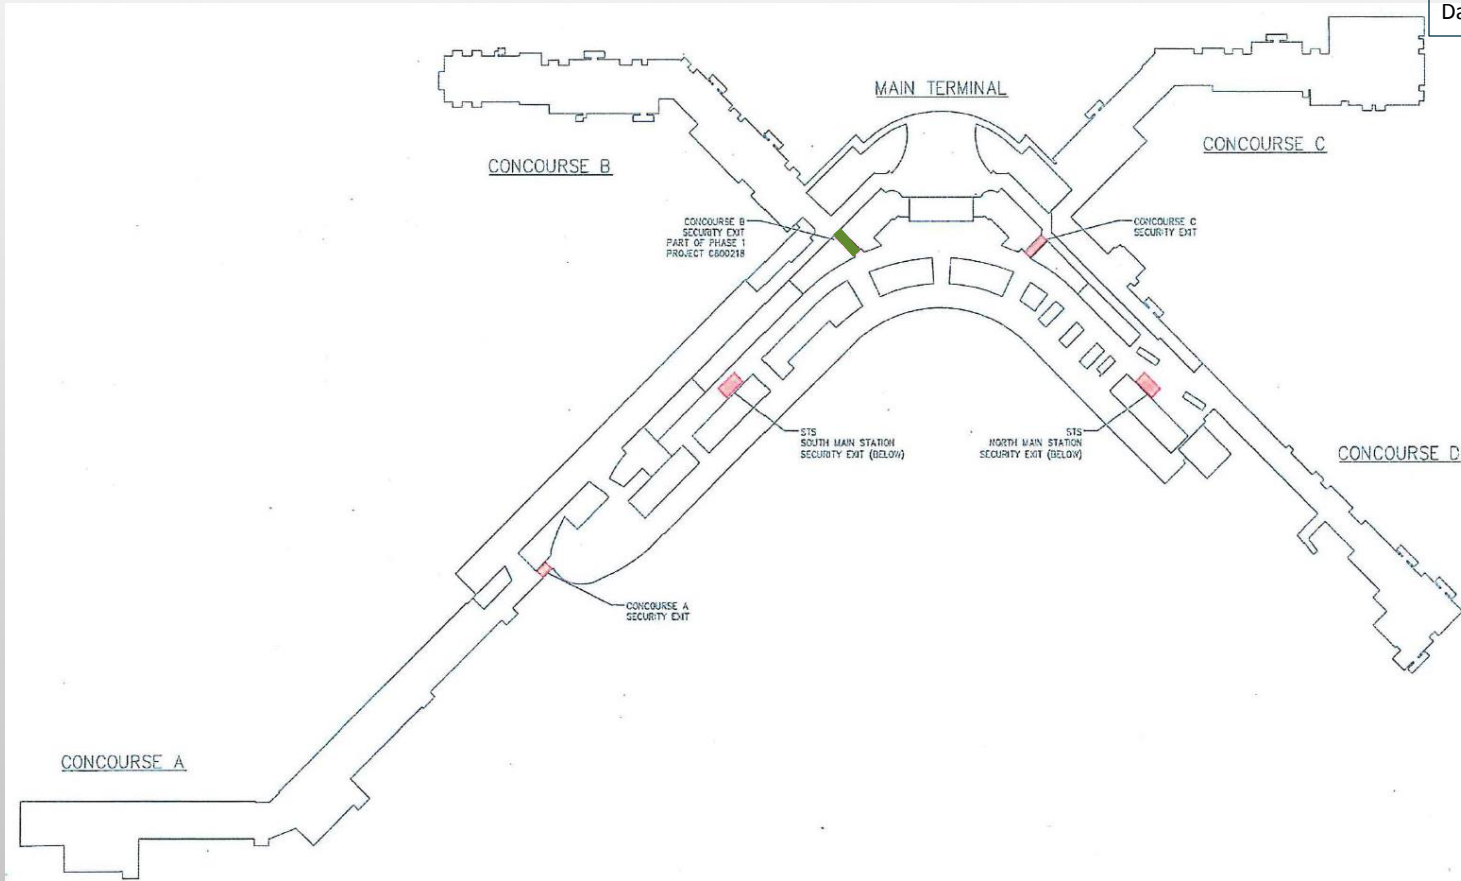 Da
MAIN TERMINAL
CONCOURSE B
CONCOURSE C
CONCOURSE B
SECURITY EXIT
PART OF PHASE 1
PROJECT C800218
CONCOURSE C
SECURITY EXIT
STS
SOUTH MAIN STATION
SECURITY EXIT (BELOW)
STS
NORTH MAIN STATION
SECURITY EXIT (BELOW)
CONCOURSE D
CONCOURSE A
SECURITY EXIT
CONCOURSE A